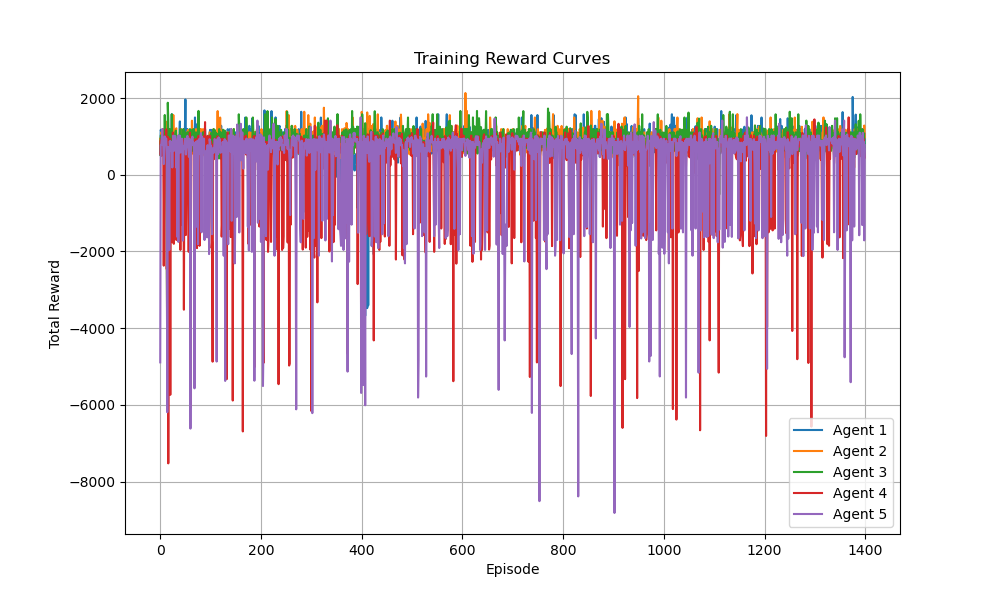 Training Reward Curves
Total Reward
2000
0
−2000
−4000
−6000
−8000
0 200 400 600 800 1000 1200 1400
Episode
Agent 1
Agent 2
Agent 3
Agent 4
Agent 5